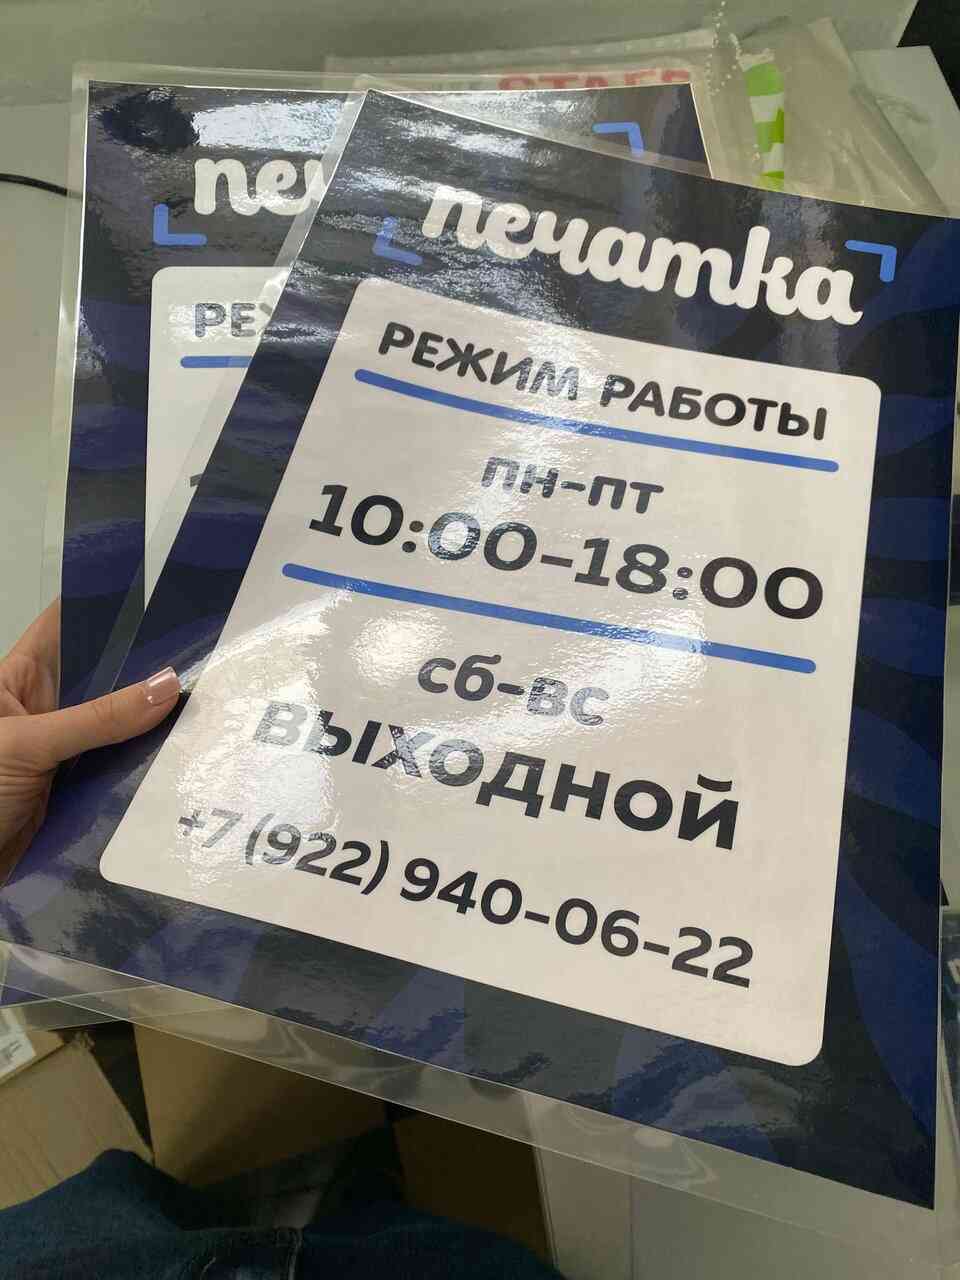 печатка
РЕЖИМ РАБОТЫ
пн-пт
10:00-18:00
сб-вс
ВЫХОДНОЙ
+7 (922) 940-06-22